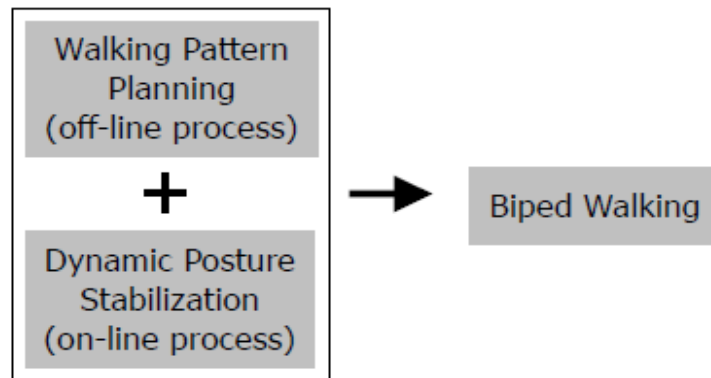 Walking Pattern
Planning
(off-line process)
+
Dynamic Posture
Stabilization
(on-line process)
Biped Walking